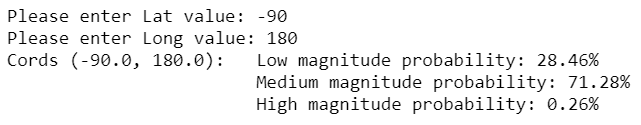 Please enter Lat value: -90
Please enter Long value: 180
Cords (-90.0, 180.0):   Low magnitude probability: 28.46%
                        Medium magnitude probability: 71.28%
                        High magnitude probability: 0.26%